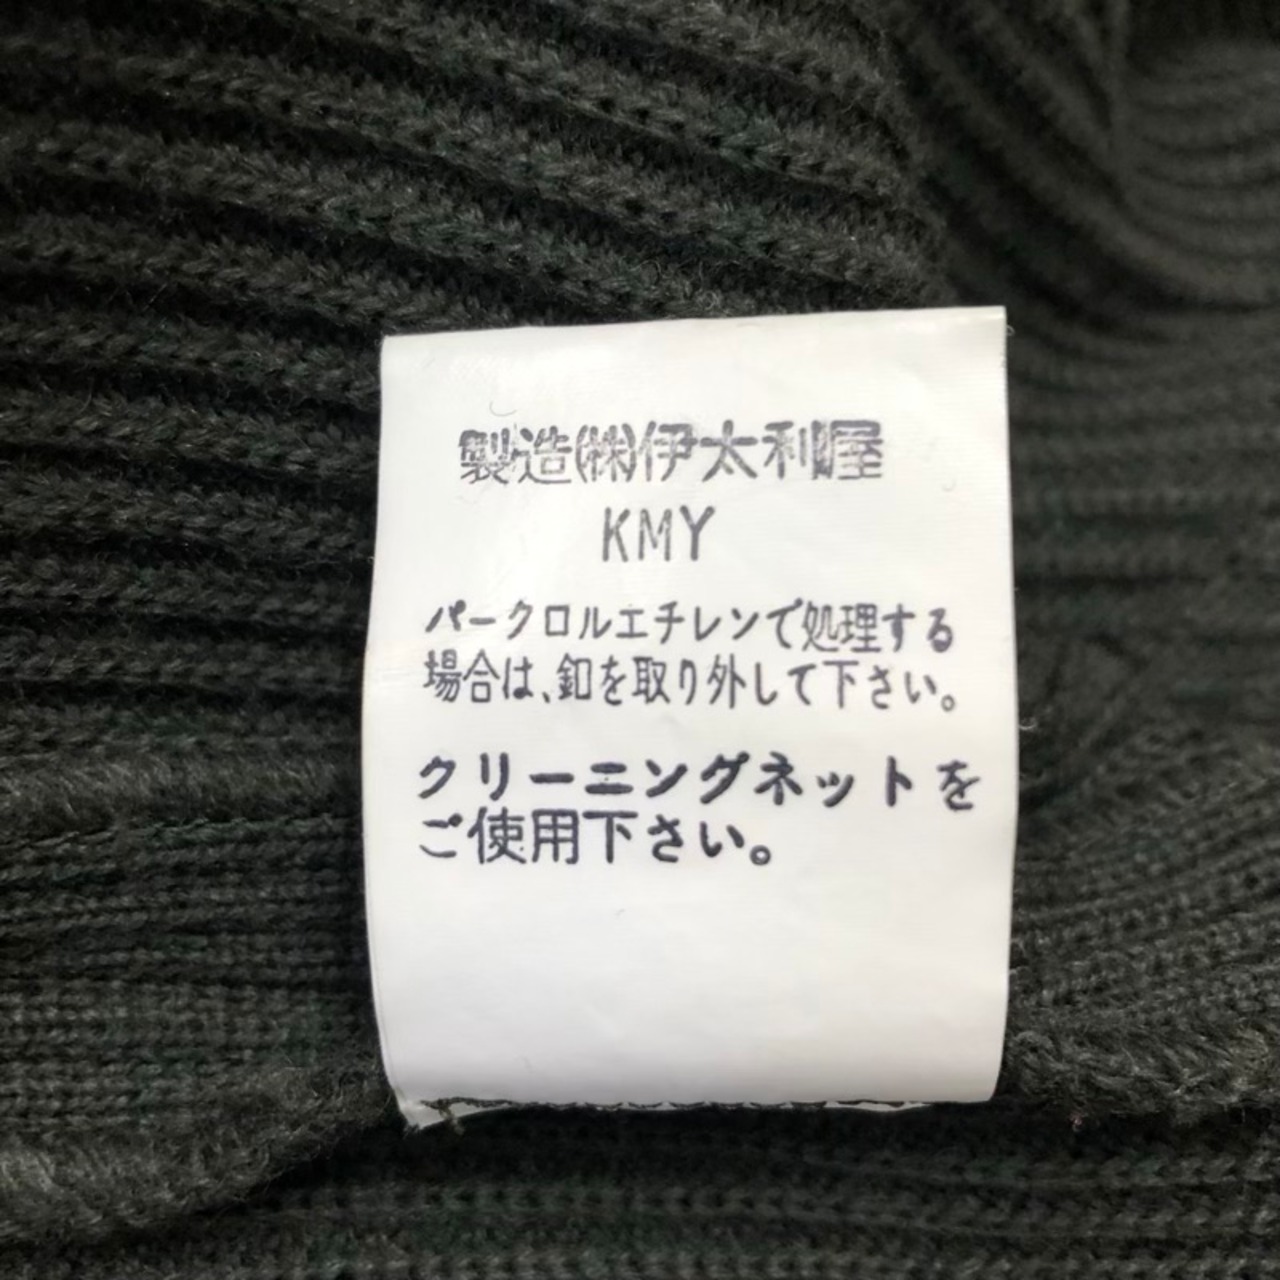 製造(株)伊太利屋
KMY
パークロルエチレンで処理する
場合は、釦を取り外して下さい。
クリーニングネットを
ご使用下さい。